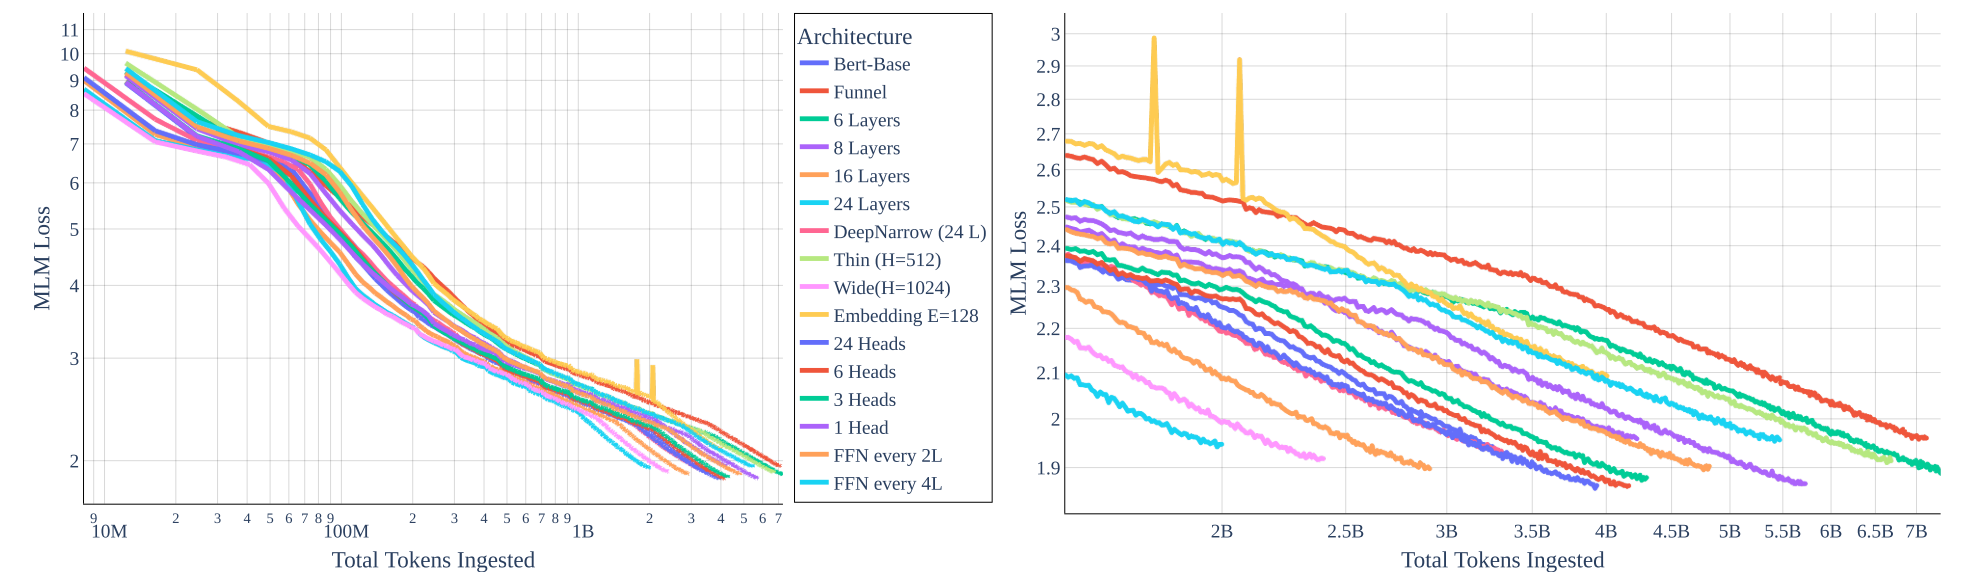 11
10
9
8
7
6
5
4
3
2
MLM Loss
9 2 3 4 5 6 7 8 9 2 3 4 5 6 7 8 9 2 3 4 5 6 7
10M 100M 1B
Total Tokens Ingested
Architecture
Bert-Base
Funnel
6 Layers
8 Layers
16 Layers
24 Layers
DeepNarrow (24 L)
Thin (H=512)
Wide(H=1024)
Embedding E=128
24 Heads
6 Heads
3 Heads
1 Head
FFN every 2L
FFN every 4L
3
2.9
2.8
2.7
2.6
2.5
2.4
2.3
2.2
2.1
2
1.9
MLM Loss
2B 2.5B 3B 3.5B 4B 4.5B 5B 5.5B 6B 6.5B 7B
Total Tokens Ingested